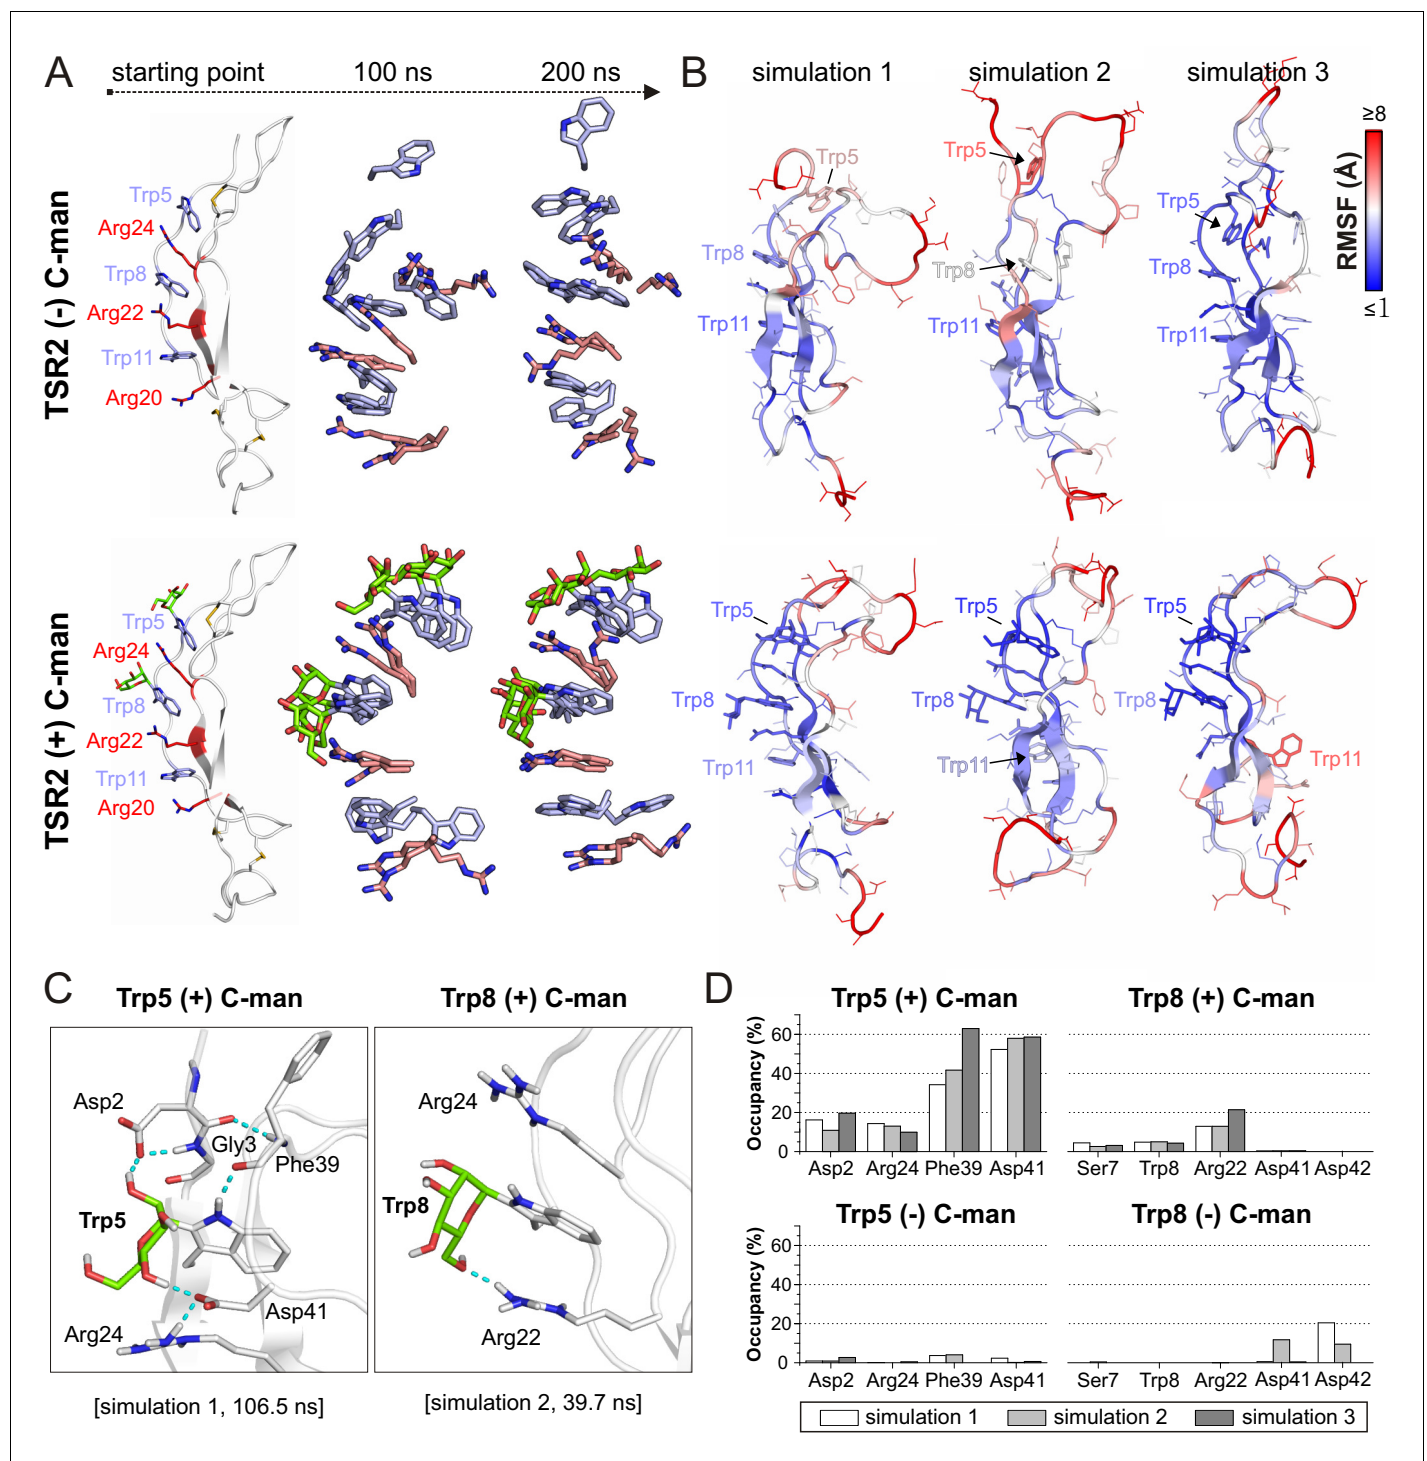 A
starting point
100 ns
200 ns
TSR2 (-) C-man
Trp5
Arg24
Trp8
Arg22
Trp11
Arg20
TSR2 (+) C-man
Trp5
Arg24
Trp8
Arg22
Trp11
Arg20
B
simulation 1
simulation 2
simulation 3
Trp5
Trp8
Trp11
Trp5
Trp8
Trp11
Trp5
Trp8
Trp11
≥8
RMSF (Å)
≤1
Trp5
Trp8
Trp11
Trp5
Trp8
Trp11
Trp5
Trp8
Trp11
C
Trp5 (+) C-man
Trp8 (+) C-man
Asp2
Gly3
Phe39
Trp5
Asp41
Arg24
[simulation 1, 106.5 ns]
Arg24
Trp8
Arg22
[simulation 2, 39.7 ns]
D
Trp5 (+) C-man
Trp8 (+) C-man
Occupancy (%)
60
40
20
0
Asp2 Arg24 Phe39 Asp41
Ser7 Trp8 Arg22 Asp41 Asp42
Trp5 (-) C-man
Trp8 (-) C-man
Occupancy (%)
60
40
20
0
Asp2 Arg24 Phe39 Asp41
Ser7 Trp8 Arg22 Asp41 Asp42
simulation 1 simulation 2 simulation 3